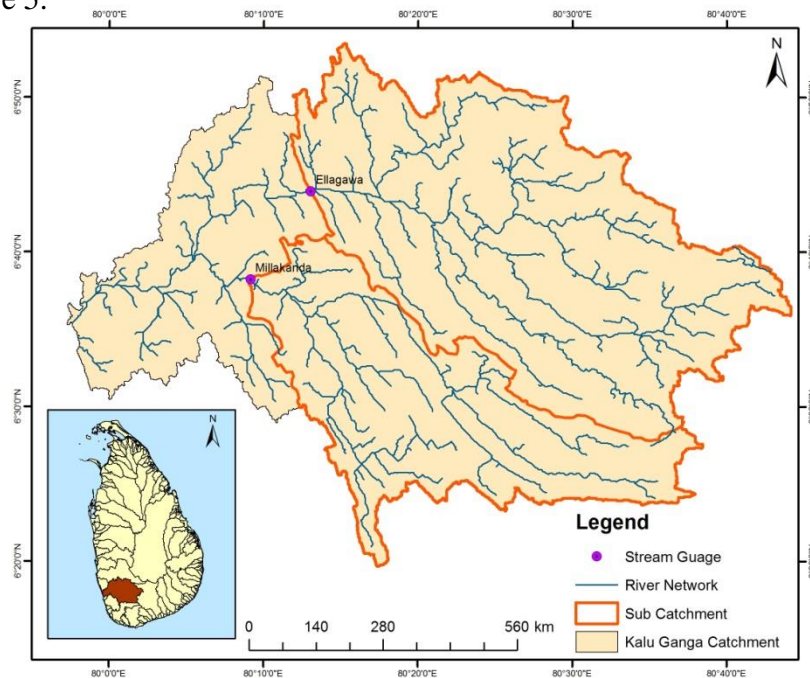 e 5.
80°0'0"E 80°10'0"E 80°20'0"E 80°30'0"E 80°40'0"E
N
6°50'0"N
Ellagawa
6°40'0"N
Millakanda
6°30'0"N
N
Legend
Stream Guage
6°20'0"N
River Network
Sub Catchment
0 140 280 560 km
Kalu Ganga Catchment
80°0'0"E 80°10'0"E 80°20'0"E 80°30'0"E 80°40'0"E